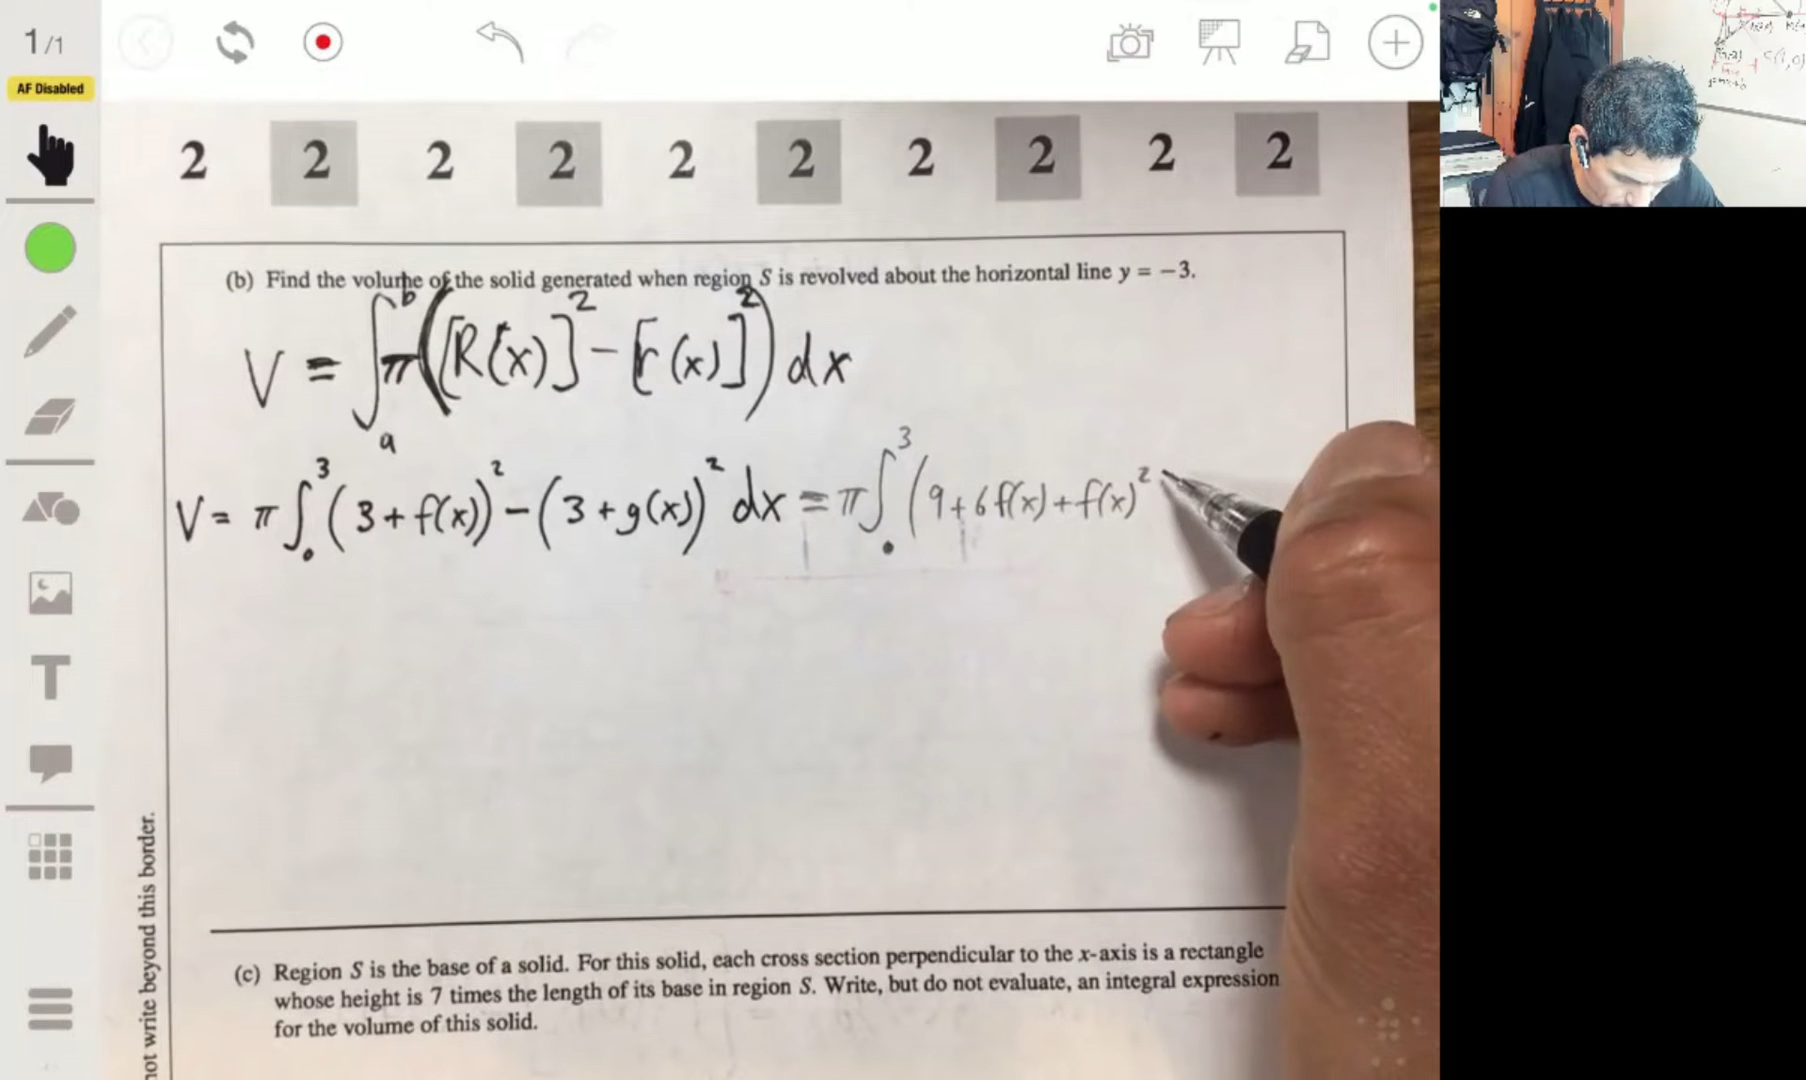 1/1
AF Disabled
2 2 2 2 2 2 2 2 2 2
(b) Find the volume of the solid generated when region S is revolved about the horizontal line y = −3.
V = ∫_a^b π([R(x)]² − [r(x)]²) dx
V = π ∫_0^3 (3 + f(x))² − (3 + g(x))² dx = π ∫_0^3 (9 + 6f(x) + f(x)²
(c) Region S is the base of a solid. For this solid, each cross section perpendicular to the x-axis is a rectangle
whose height is 7 times the length of its base in region S. Write, but do not evaluate, an integral expression
for the volume of this solid.
not write beyond this border.
T
C(1,0)